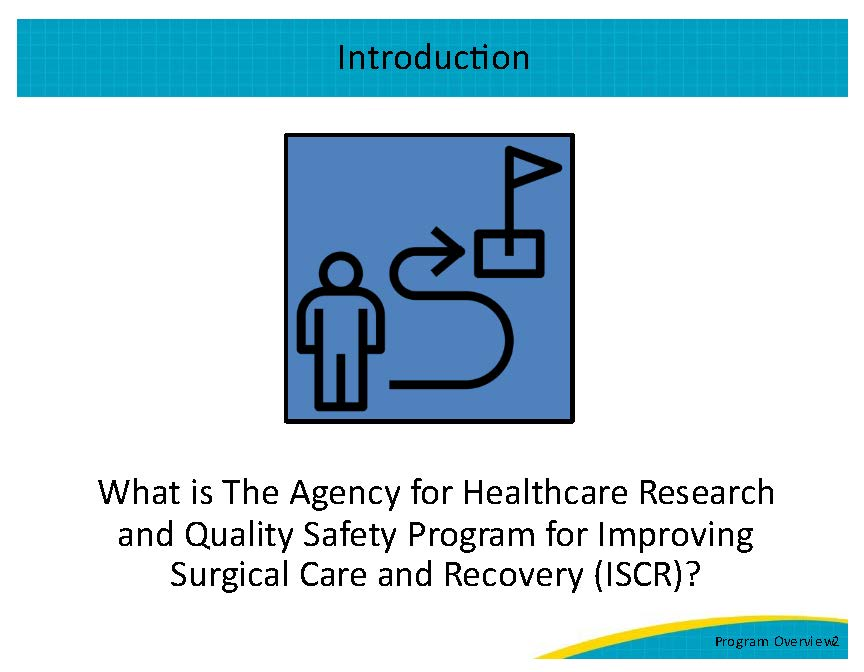 Introduction
What is The Agency for Healthcare Research
and Quality Safety Program for Improving
Surgical Care and Recovery (ISCR)?
Program Overview 2